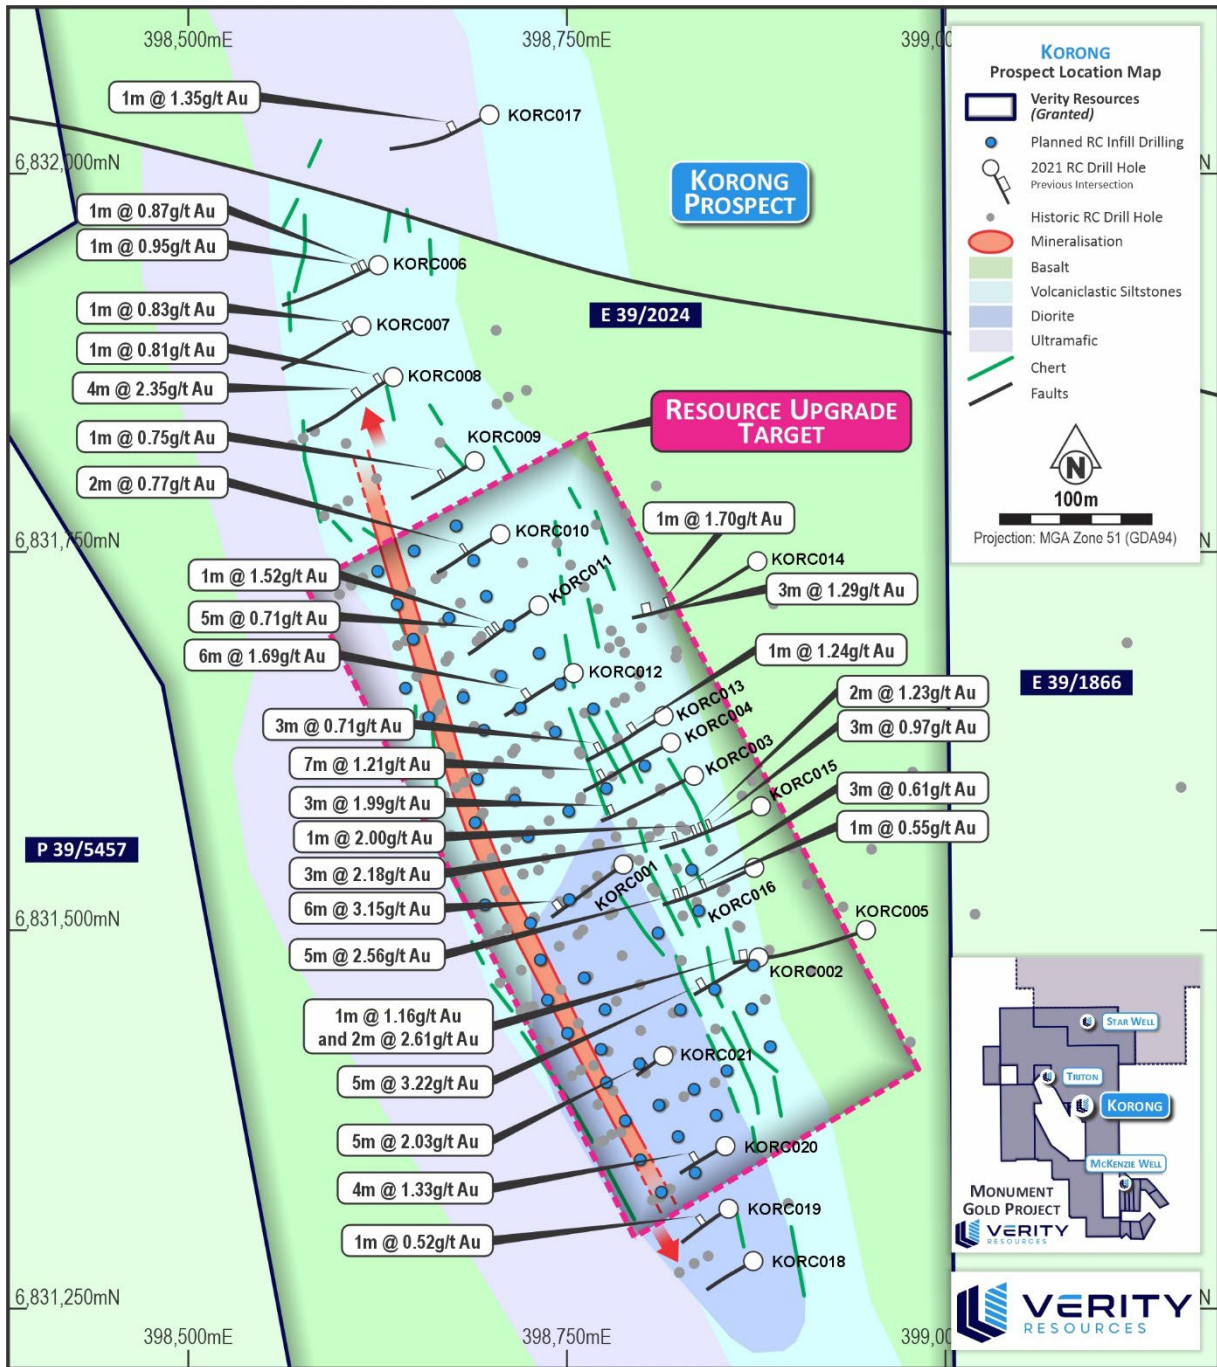 398,500mE
398,750mE
399,0
KORONG
Prospect Location Map
Verity Resources
(Granted)
Planned RC Infill Drilling
2021 RC Drill Hole
Previous Intersection
Historic RC Drill Hole
Mineralisation
Basalt
Volcaniclastic Siltstones
Diorite
Ultramafic
Chert
Faults
N
100m
Projection: MGA Zone 51 (GDA94)
1m @ 1.35g/t Au
KORC017
6,832,000mN
N
KORONG
PROSPECT
1m @ 0.87g/t Au
1m @ 0.95g/t Au
KORC006
1m @ 0.83g/t Au
KORC007
E 39/2024
1m @ 0.81g/t Au
4m @ 2.35g/t Au
KORC008
RESOURCE UPGRADE
TARGET
1m @ 0.75g/t Au
KORC009
2m @ 0.77g/t Au
KORC010
1m @ 1.70g/t Au
6,831,750mN
N
KORC014
1m @ 1.52g/t Au
KORC011
3m @ 1.29g/t Au
5m @ 0.71g/t Au
6m @ 1.69g/t Au
KORC012
1m @ 1.24g/t Au
E 39/1866
2m @ 1.23g/t Au
3m @ 0.71g/t Au
KORC013
3m @ 0.97g/t Au
7m @ 1.21g/t Au
KORC004
3m @ 1.99g/t Au
KORC003
3m @ 0.61g/t Au
KORC015
1m @ 2.00g/t Au
1m @ 0.55g/t Au
P 39/5457
3m @ 2.18g/t Au
KORC001
6m @ 3.15g/t Au
KORC016
KORC005
6,831,500mN
N
5m @ 2.56g/t Au
KORC002
1m @ 1.16g/t Au
and 2m @ 2.61g/t Au
KORC021
5m @ 3.22g/t Au
5m @ 2.03g/t Au
KORC020
4m @ 1.33g/t Au
KORC019
1m @ 0.52g/t Au
KORC018
STAR WELL
TRITON
KORONG
MCKENZIE WELL
MONUMENT
GOLD PROJECT
VERITY
RESOURCES
6,831,250mN
VERITY
RESOURCES
398,500mE
398,750mE
399,0